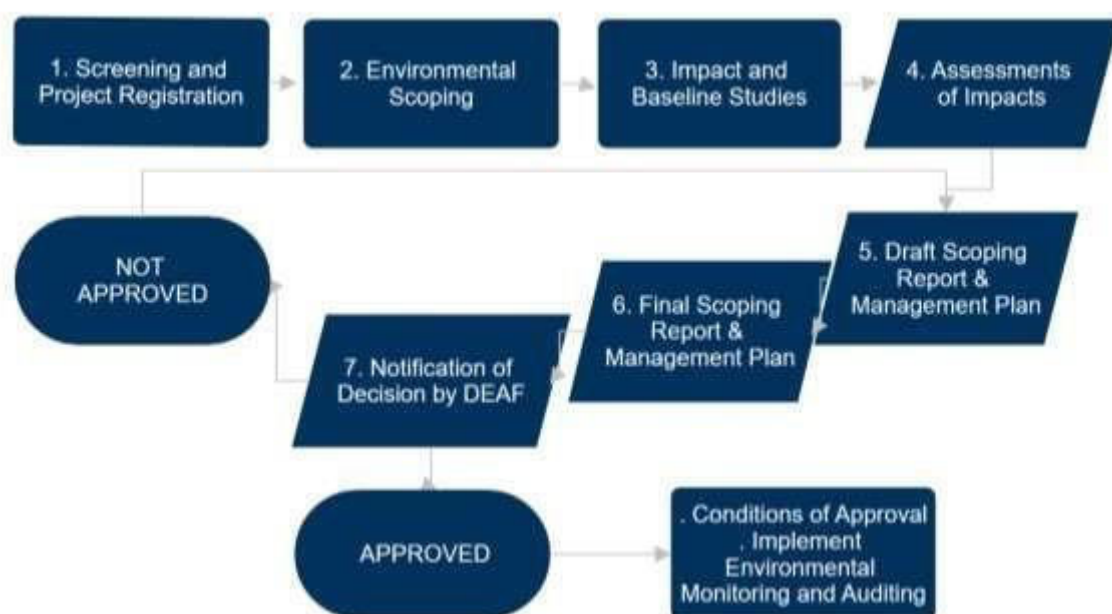 1. Screening and
Project Registration
2. Environmental
Scoping
3. Impact and
Baseline Studies
4. Assessments
of Impacts
5. Draft Scoping
Report &
Management Plan
6. Final Scoping
Report &
Management Plan
7. Notification of
Decision by DEAF
NOT
APPROVED
APPROVED
. Conditions of Approval
. Implement
Environmental
Monitoring and Auditing